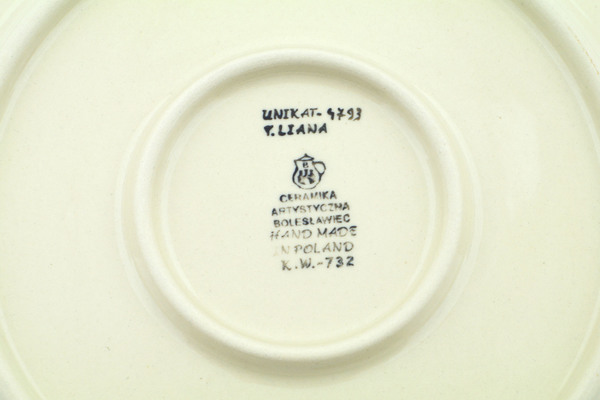 UNIKAT-4793
T.LIANA
B
CERAMIKA
ARTYSTYCZNA
BOLESŁAWIEC
HAND MADE
IN POLAND
K.W.-732